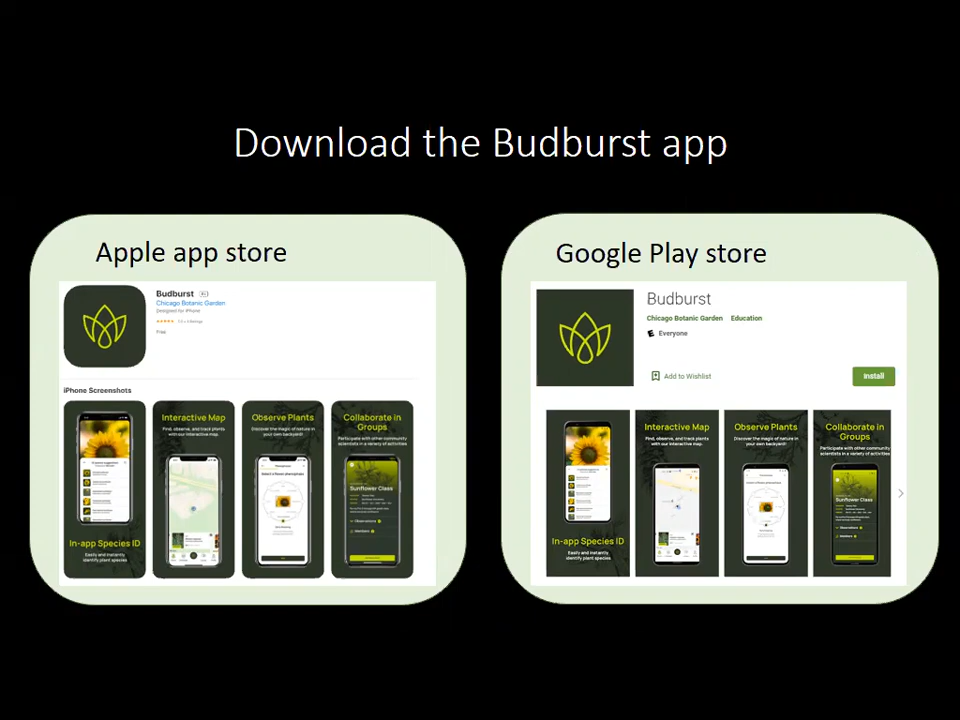 Download the Budburst app
Apple app store
Budburst 4+
Chicago Botanic Garden
Designed for iPhone
Free
iPhone Screenshots
In-app Species ID
Easily and instantly
identify plant species
Interactive Map
Find, observe, and track plants
with our interactive map.
Observe Plants
Discover the magic of nature in
your own backyard!
Collaborate in
Groups
Participate with other community
scientists in a variety of activities
Sunflower Class
Google Play store
Budburst
Chicago Botanic Garden Education
E Everyone
Add to Wishlist
Install
In-app Species ID
Easily and instantly
identify plant species
Interactive Map
Find, observe, and track plants
with our interactive map.
Observe Plants
Discover the magic of nature in
your own backyard!
Collaborate in
Groups
Participate with other community
scientists in a variety of activities
Sunflower Class